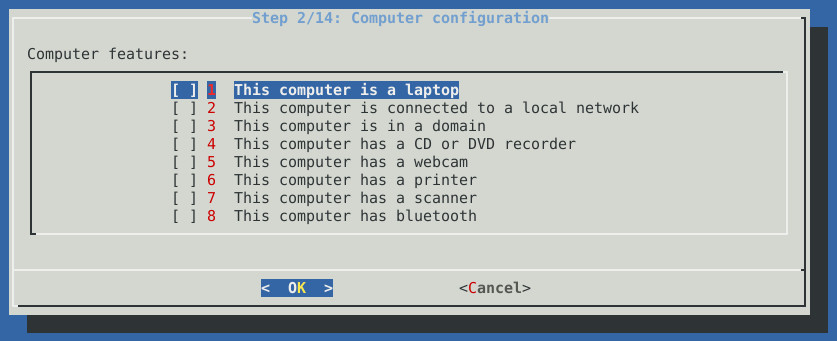 Step 2/14: Computer configuration
Computer features:
[ ] 1 This computer is a laptop
[ ] 2 This computer is connected to a local network
[ ] 3 This computer is in a domain
[ ] 4 This computer has a CD or DVD recorder
[ ] 5 This computer has a webcam
[ ] 6 This computer has a printer
[ ] 7 This computer has a scanner
[ ] 8 This computer has bluetooth
< OK > <Cancel>